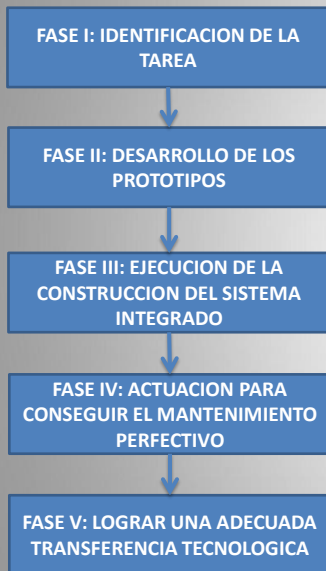 FASE I: IDENTIFICACION DE LA
TAREA
FASE II: DESARROLLO DE LOS
PROTOTIPOS
FASE III: EJECUCION DE LA
CONSTRUCCION DEL SISTEMA
INTEGRADO
FASE IV: ACTUACION PARA
CONSEGUIR EL MANTENIMIENTO
PERFECTIVO
FASE V: LOGRAR UNA ADECUADA
TRANSFERENCIA TECNOLOGICA